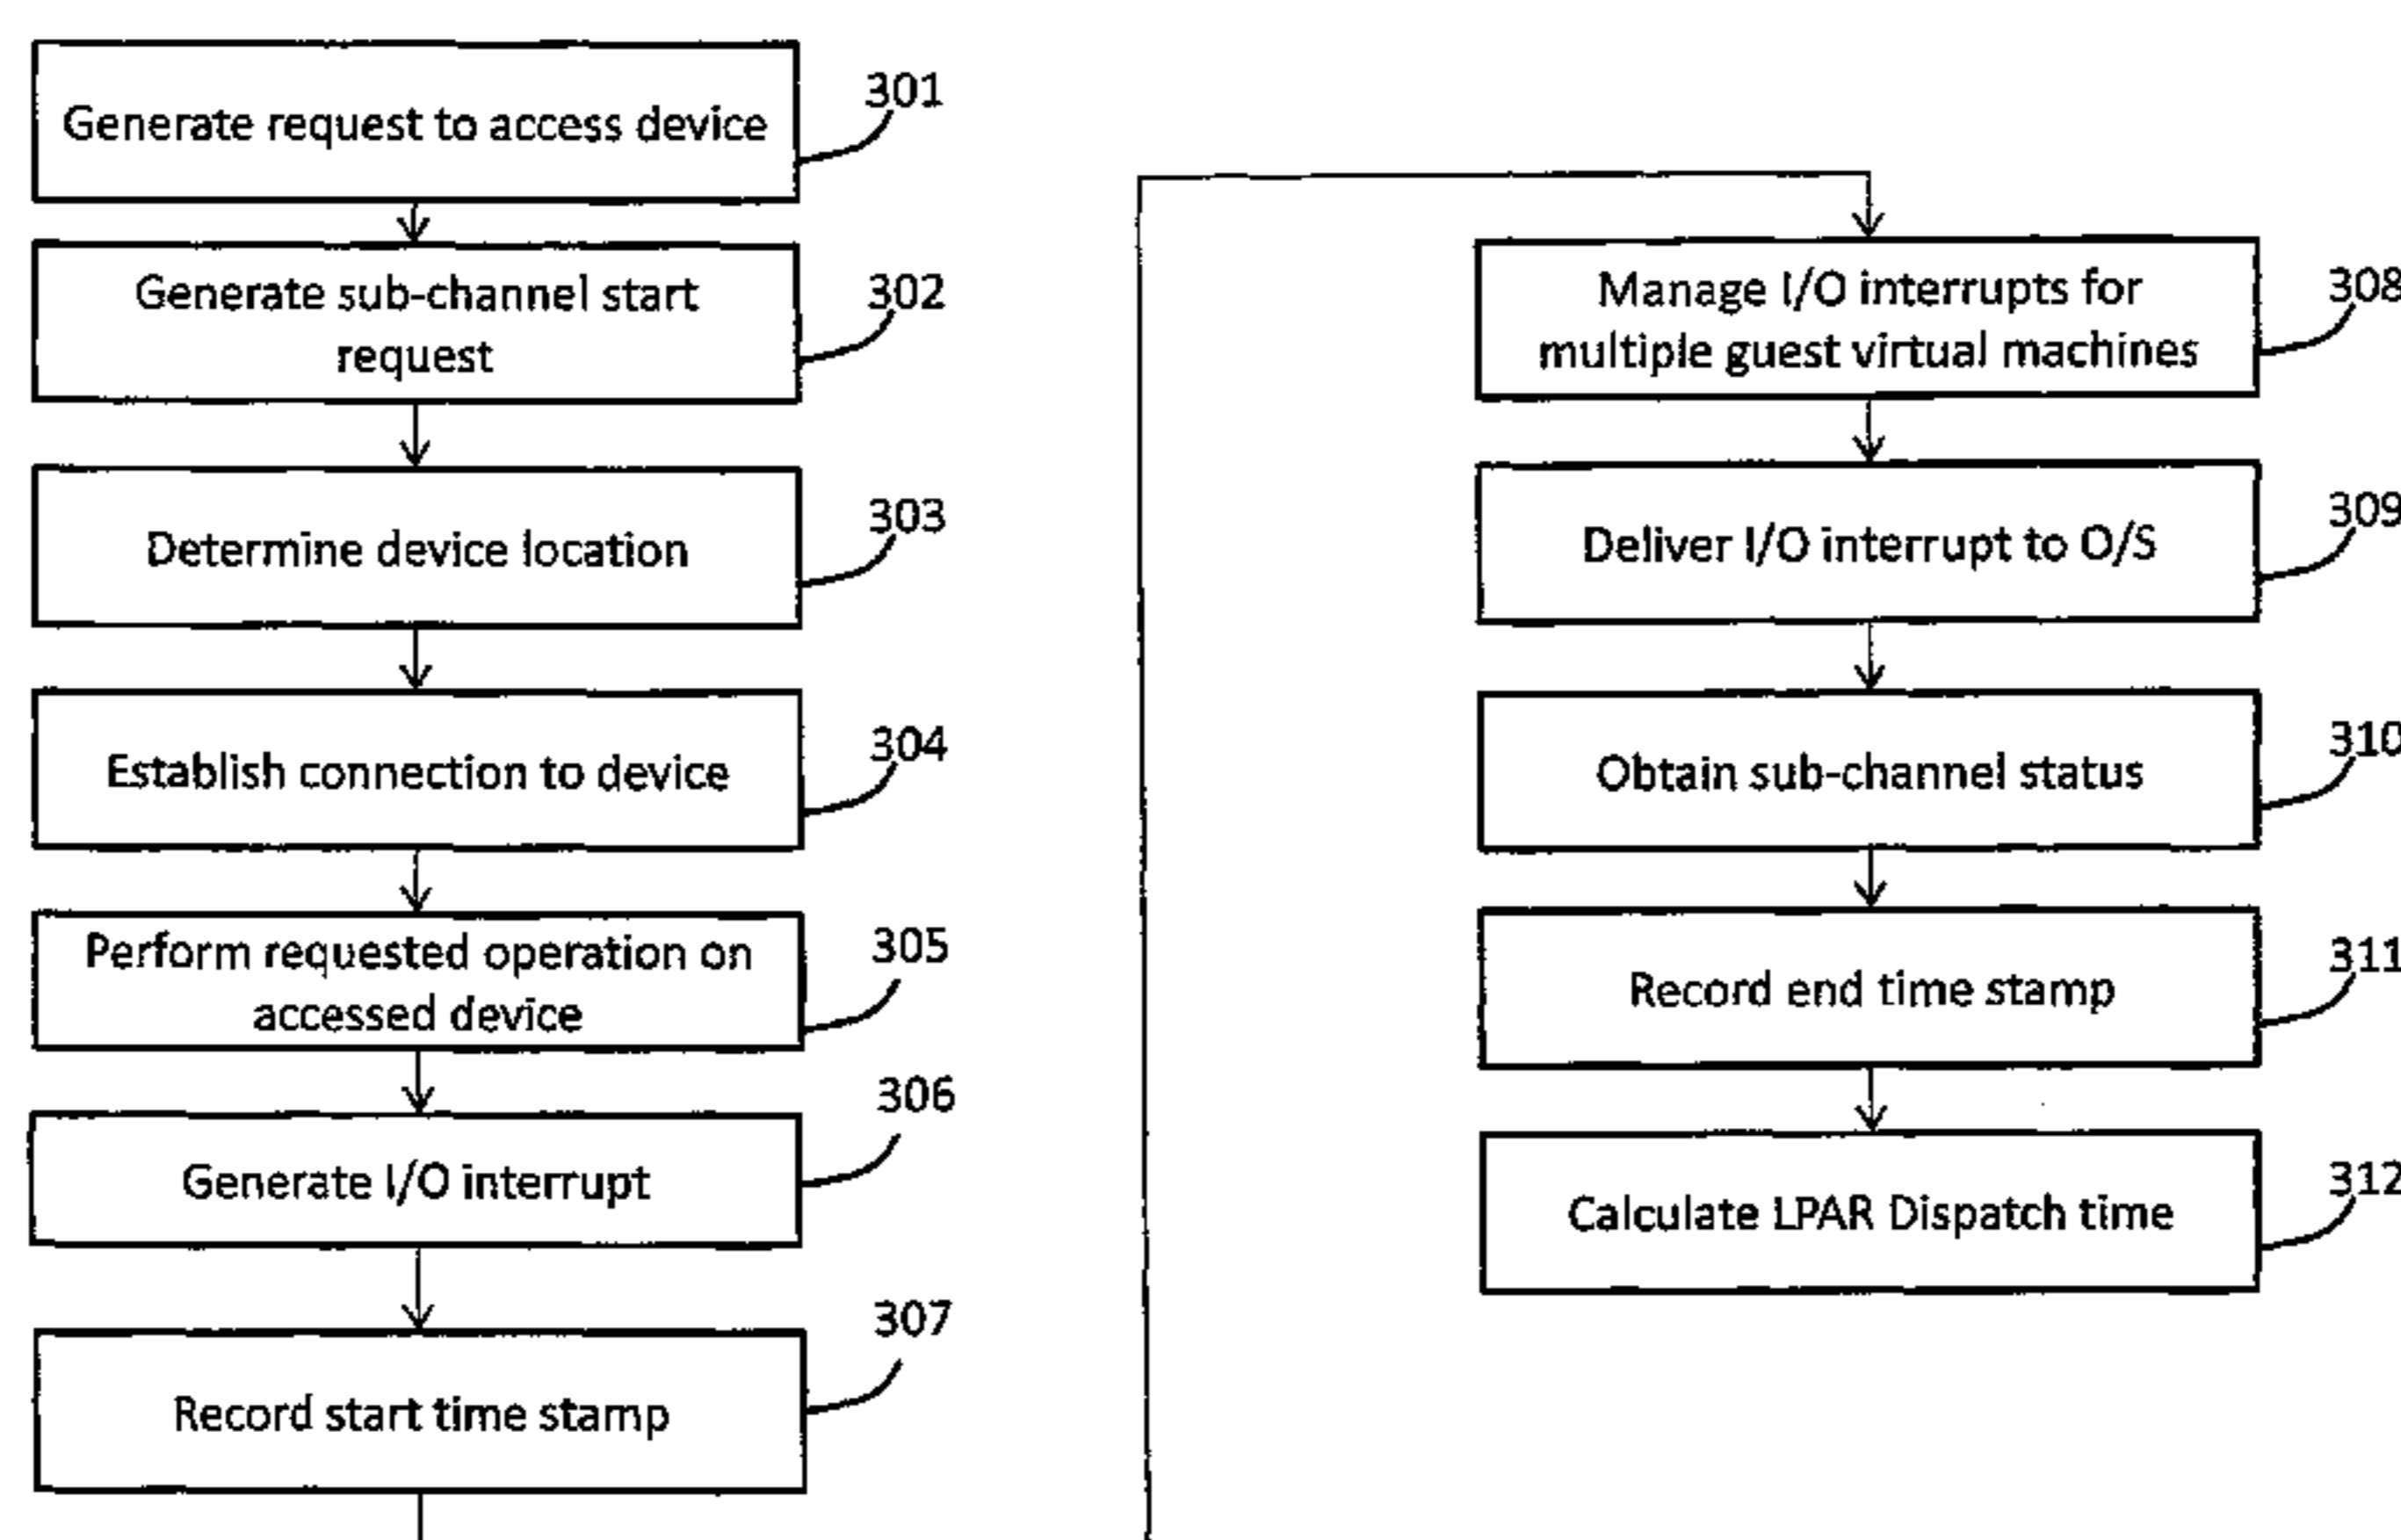 Generate request to access device
301
Generate sub-channel start
request
302
Determine device location
303
Establish connection to device
304
Perform requested operation on
accessed device
305
Generate I/O interrupt
306
Record start time stamp
307
Manage I/O interrupts for
multiple guest virtual machines
308
Deliver I/O interrupt to O/S
309
Obtain sub-channel status
310
Record end time stamp
311
Calculate LPAR Dispatch time
312